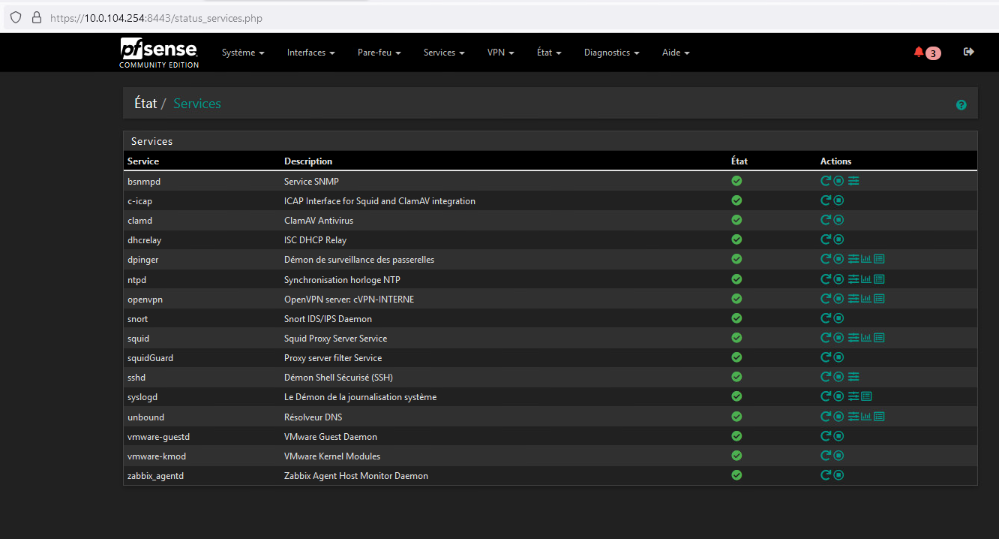 https://10.0.104.254:8443/status_services.php
pfsense
COMMUNITY EDITION
Système Interfaces Pare-feu Services VPN État Diagnostics Aide 3
État / Services
Services
Service Description État Actions
bsnmpd Service SNMP
c-icap ICAP Interface for Squid and ClamAV integration
clamd ClamAV Antivirus
dhcrelay ISC DHCP Relay
dpinger Démon de surveillance des passerelles
ntpd Synchronisation horloge NTP
openvpn OpenVPN server: cVPN-INTERNE
snort Snort IDS/IPS Daemon
squid Squid Proxy Server Service
squidGuard Proxy server filter Service
sshd Démon Shell Sécurisé (SSH)
syslogd Le Démon de la journalisation système
unbound Résolveur DNS
vmware-guestd VMware Guest Daemon
vmware-kmod VMware Kernel Modules
zabbix_agentd Zabbix Agent Host Monitor Daemon